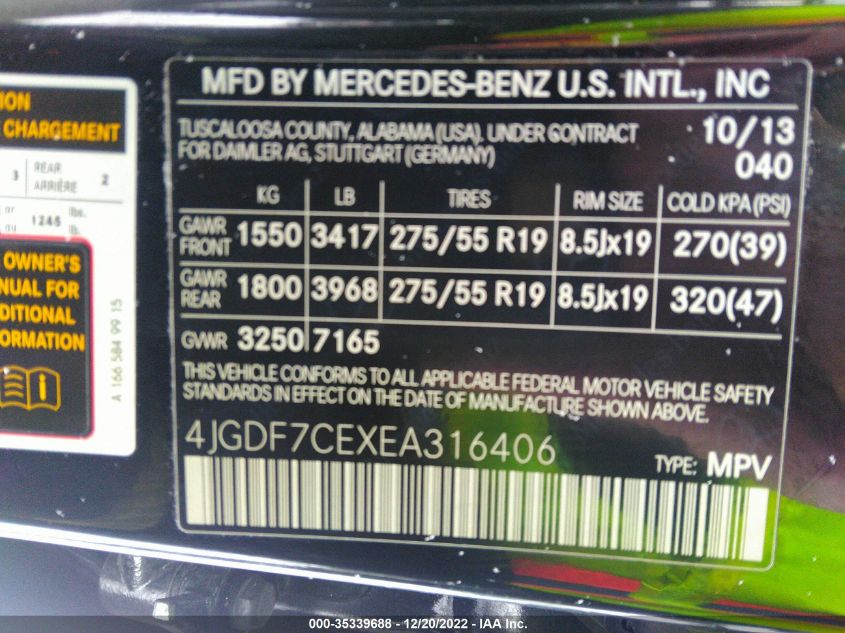 ION
CHARGEMENT
3 REAR ARRIÈRE 2
or ou 1245 lbs. lb.
OWNER'S
NUAL FOR
DITIONAL
FORMATION
A 166 584 99 15
MFD BY MERCEDES-BENZ U.S. INTL., INC
TUSCALOOSA COUNTY, ALABAMA (USA). UNDER CONTRACT 10/13
FOR DAIMLER AG, STUTTGART (GERMANY) 040
KG LB TIRES RIM SIZE COLD KPA (PSI)
GAWR FRONT 1550 3417 275/55 R19 8.5Jx19 270(39)
GAWR REAR 1800 3968 275/55 R19 8.5Jx19 320(47)
GVWR 3250 7165
THIS VEHICLE CONFORMS TO ALL APPLICABLE FEDERAL MOTOR VEHICLE SAFETY
STANDARDS IN EFFECT ON THE DATE OF MANUFACTURE SHOWN ABOVE.
4JGDF7CEXEA316406
TYPE: MPV
000-35339688 - 12/20/2022 - IAA Inc.